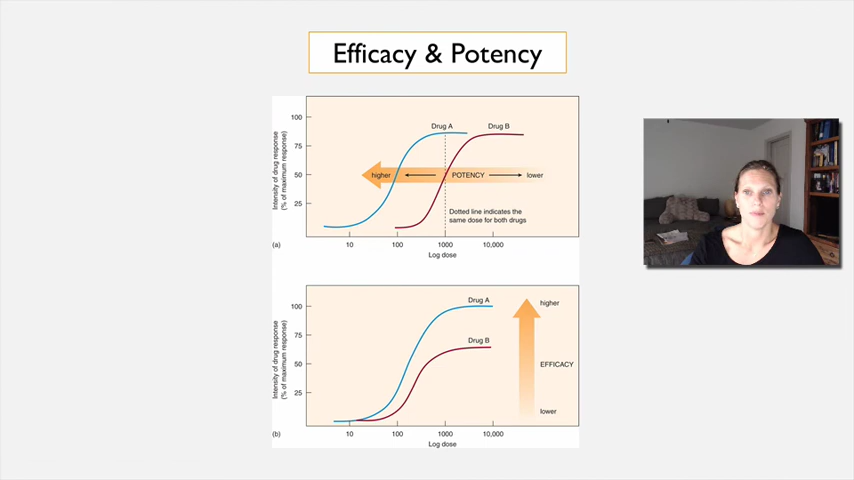 Efficacy & Potency
Intensity of drug response
(% of maximum response)
100
75
50
25
Drug A
Drug B
higher
POTENCY
lower
Dotted line indicates the
same dose for both drugs
(a)
10
100
1000
10,000
Log dose
Intensity of drug response
(% of maximum response)
100
75
50
25
Drug A
Drug B
higher
EFFICACY
lower
(b)
10
100
1000
10,000
Log dose